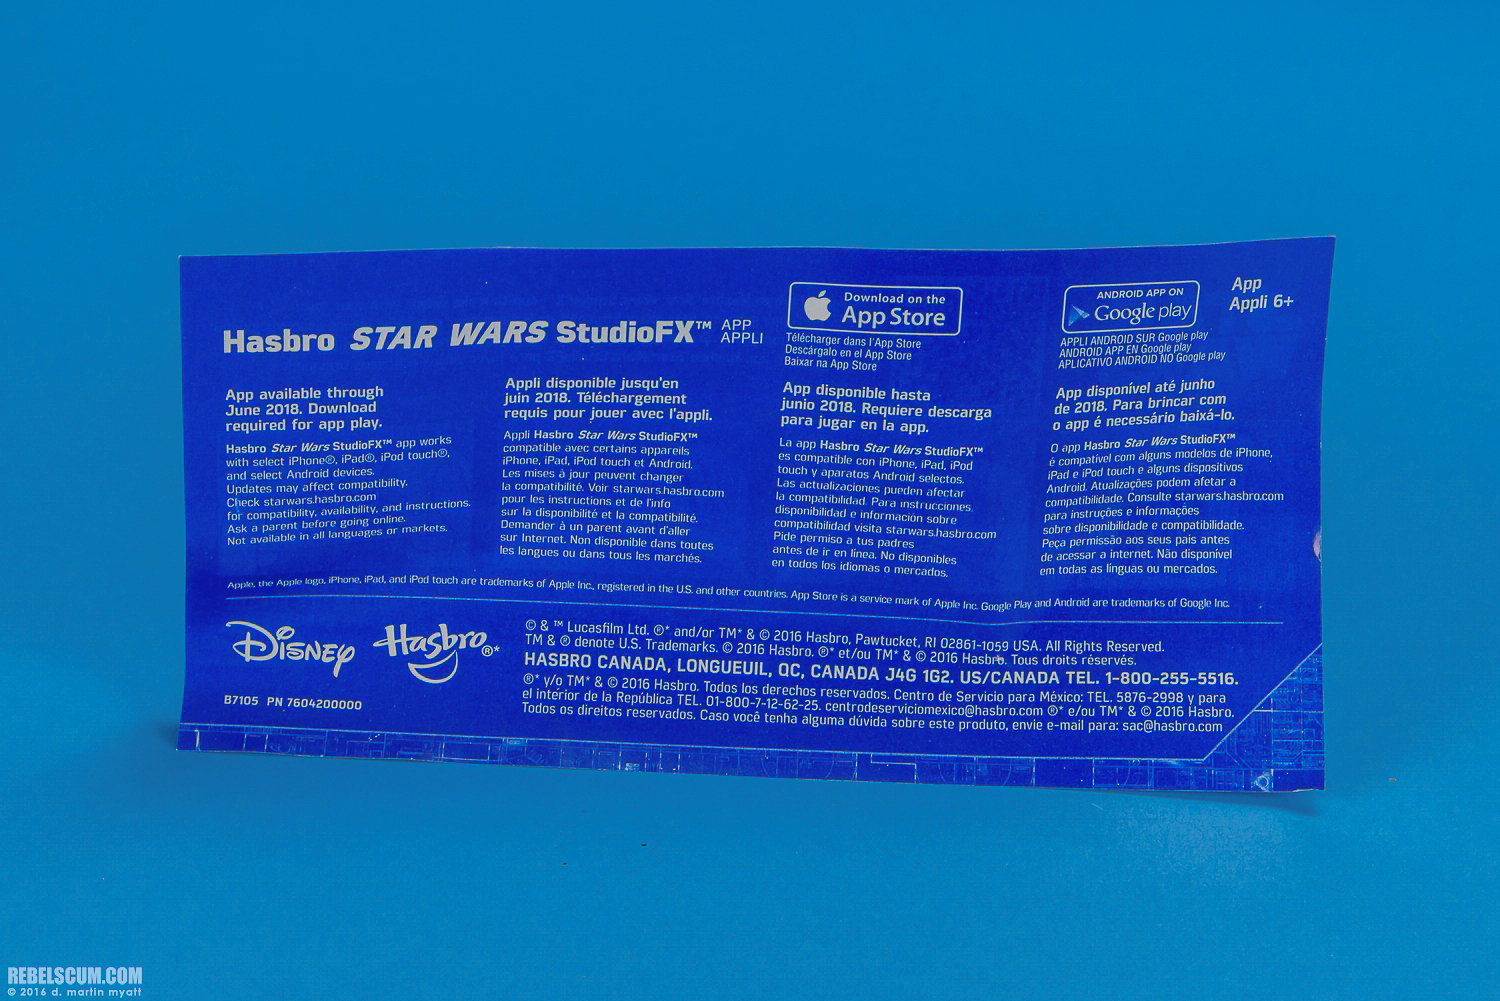 Hasbro STAR WARS StudioFX™ APP
APPLI
Download on the
App Store
Télécharger dans l'App Store
Descárgalo en el App Store
Baixar na App Store
ANDROID APP ON
Google play
APPLI ANDROID SUR Google play
ANDROID APP EN Google play
APLICATIVO ANDROID NO Google play
App
Appli 6+
App available through
June 2018. Download
required for app play.
Hasbro Star Wars StudioFX™ app works
with select iPhone®, iPad®, iPod touch®,
and select Android devices.
Updates may affect compatibility.
Check starwars.hasbro.com
for compatibility, availability, and instructions.
Ask a parent before going online.
Not available in all languages or markets.
Appli disponible jusqu'en
juin 2018. Téléchargement
requis pour jouer avec l'appli.
Appli Hasbro Star Wars StudioFX™
compatible avec certains appareils
iPhone, iPad, iPod touch et Android.
Les mises à jour peuvent changer
la compatibilité. Voir starwars.hasbro.com
pour les instructions et de l'info
sur la disponibilité et la compatibilité.
Demander à un parent avant d'aller
sur Internet. Non disponible dans toutes
les langues ou dans tous les marchés.
App disponible hasta
junio 2018. Requiere descarga
para jugar en la app.
La app Hasbro Star Wars StudioFX™
es compatible con iPhone, iPad, iPod
touch y aparatos Android selectos.
Las actualizaciones pueden afectar
la compatibilidad. Para instrucciones,
disponibilidad e información sobre
compatibilidad visita starwars.hasbro.com
Pide permiso a tus padres
antes de ir en línea. No disponibles
en todos los idiomas o mercados.
App disponível até junho
de 2018. Para brincar com
o app é necessário baixá-lo.
O app Hasbro Star Wars StudioFX™
é compatível com alguns modelos de iPhone,
iPad e iPod touch e alguns dispositivos
Android. Atualizações podem afetar a
compatibilidade. Consulte starwars.hasbro.com
para instruções e informações
sobre disponibilidade e compatibilidade.
Peça permissão aos seus pais antes
de acessar a internet. Não disponível
em todas as línguas ou mercados.
Apple, the Apple logo, iPhone, iPad, and iPod touch are trademarks of Apple Inc., registered in the U.S. and other countries. App Store is a service mark of Apple Inc. Google Play and Android are trademarks of Google Inc.
Disney Hasbro®*
B7105 PN 7604200000
© & ™ Lucasfilm Ltd. ®* and/or TM* & © 2016 Hasbro, Pawtucket, RI 02861-1059 USA. All Rights Reserved.
TM & ® denote U.S. Trademarks. © 2016 Hasbro. ®* et/ou TM* & © 2016 Hasbro. Tous droits réservés.
HASBRO CANADA, LONGUEUIL, QC, CANADA J4G 1G2. US/CANADA TEL. 1-800-255-5516.
®* y/o TM* & © 2016 Hasbro. Todos los derechos reservados. Centro de Servicio para México: TEL. 5876-2998 y para
el interior de la República TEL. 01-800-7-12-62-25. centrodeserviciomexico@hasbro.com ®* e/ou TM* & © 2016 Hasbro.
Todos os direitos reservados. Caso você tenha alguma dúvida sobre este produto, envie e-mail para: sac@hasbro.com
REBELSCUM.COM
© 2016 d. martin myatt